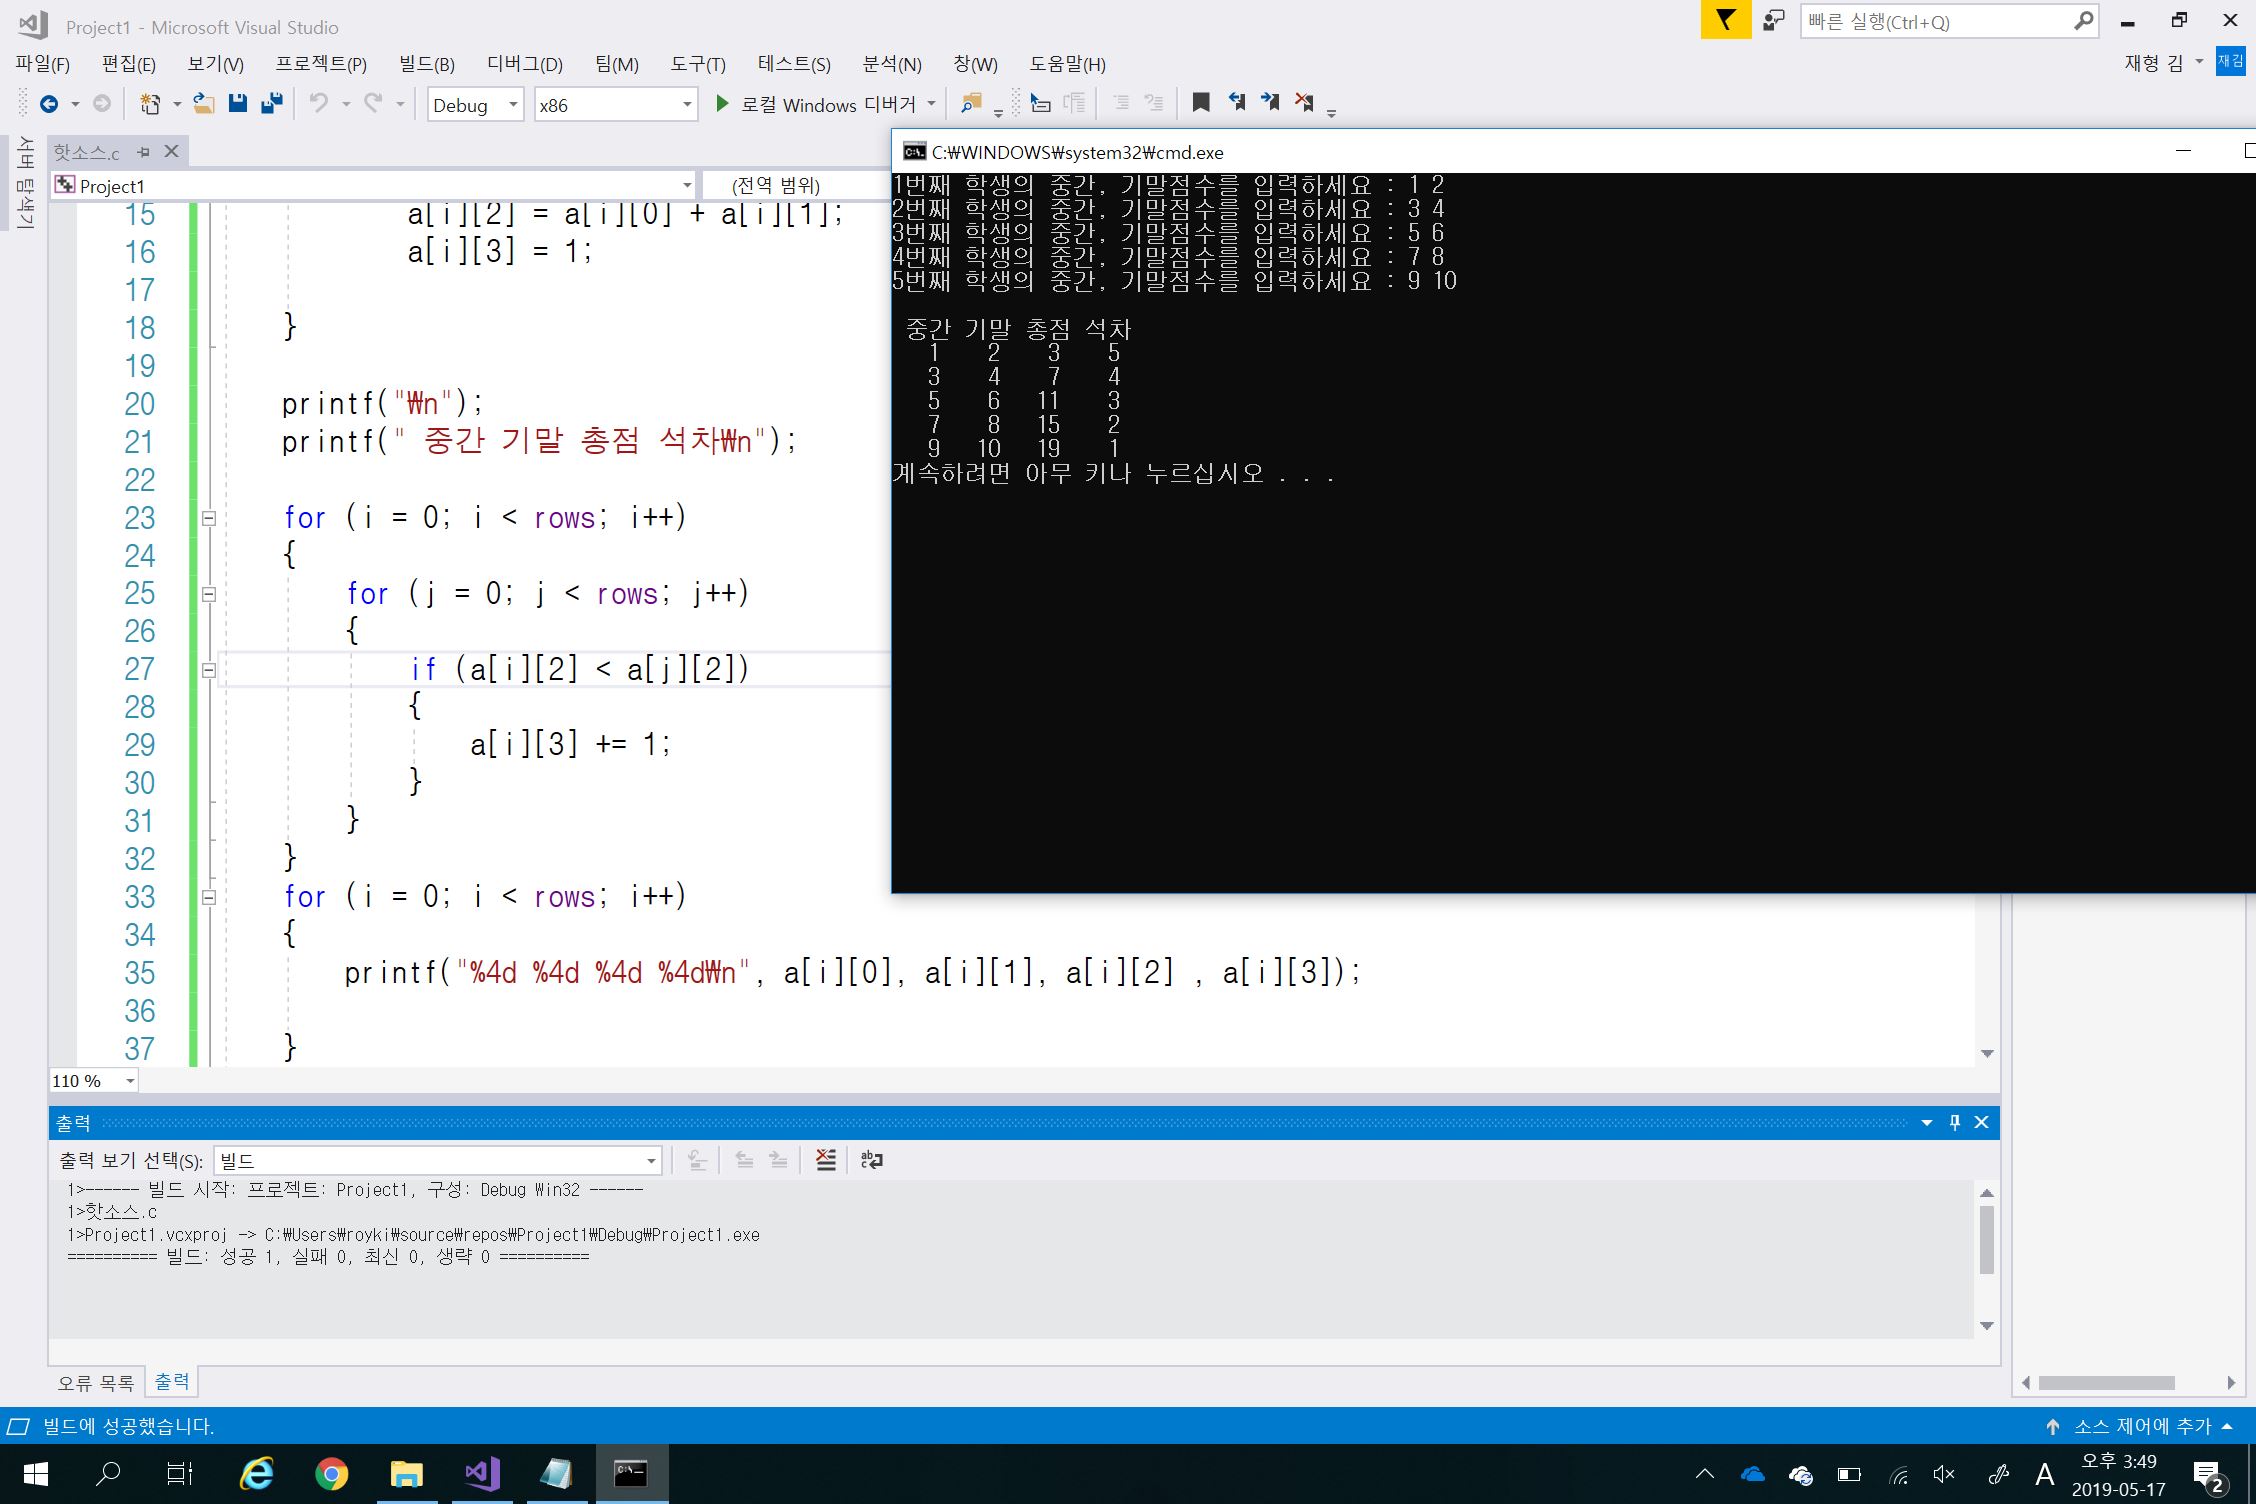 Project1 - Microsoft Visual Studio
빠른 실행(Ctrl+Q)
파일(F) 편집(E) 보기(V) 프로젝트(P) 빌드(B) 디버그(D) 팀(M) 도구(T) 테스트(S) 분석(N) 창(W) 도움말(H)
재형 김 재김
Debug x86 로컬 Windows 디버거
서버 탐색기
핫소스.c
Project1 (전역 범위)
15 a[i][2] = a[i][0] + a[i][1];
16 a[i][3] = 1;
17
18 }
19
20 printf("₩n");
21 printf(" 중간 기말 총점 석차₩n");
22
23 for (i = 0; i < rows; i++)
24 {
25 for (j = 0; j < rows; j++)
26 {
27 if (a[i][2] < a[j][2])
28 {
29 a[i][3] += 1;
30 }
31 }
32 }
33 for (i = 0; i < rows; i++)
34 {
35 printf("%4d %4d %4d %4d₩n", a[i][0], a[i][1], a[i][2] , a[i][3]);
36
37 }
110 %
C:₩WINDOWS₩system32₩cmd.exe
1번째 학생의 중간, 기말점수를 입력하세요 : 1 2
2번째 학생의 중간, 기말점수를 입력하세요 : 3 4
3번째 학생의 중간, 기말점수를 입력하세요 : 5 6
4번째 학생의 중간, 기말점수를 입력하세요 : 7 8
5번째 학생의 중간, 기말점수를 입력하세요 : 9 10
중간 기말 총점 석차
1 2 3 5
3 4 7 4
5 6 11 3
7 8 15 2
9 10 19 1
계속하려면 아무 키나 누르십시오 . . .
출력
출력 보기 선택(S): 빌드
1>------ 빌드 시작: 프로젝트: Project1, 구성: Debug Win32 ------
1>핫소스.c
1>Project1.vcxproj -> C:₩Users₩royki₩source₩repos₩Project1₩Debug₩Project1.exe
========== 빌드: 성공 1, 실패 0, 최신 0, 생략 0 ==========
오류 목록 출력
빌드에 성공했습니다.
소스 제어에 추가
A
오후 3:49
2019-05-17
2